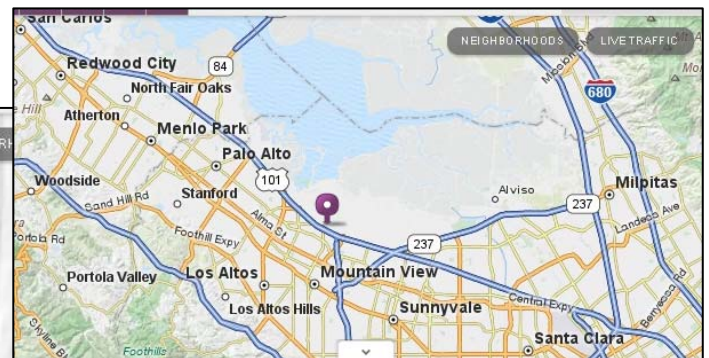 San Carlos
NEIGHBORHOODS
LIVE TRAFFIC
Redwood City
84
North Fair Oaks
680
Atherton
Menlo Park
Palo Alto
Woodside
101
Alviso
Milpitas
Stanford
Sand Hill Rd
237
Alma St
Foothill Expy
237
Portola Valley
Los Altos
Mountain View
Central Expy
Los Altos Hills
Sunnyvale
Santa Clara
Foothills